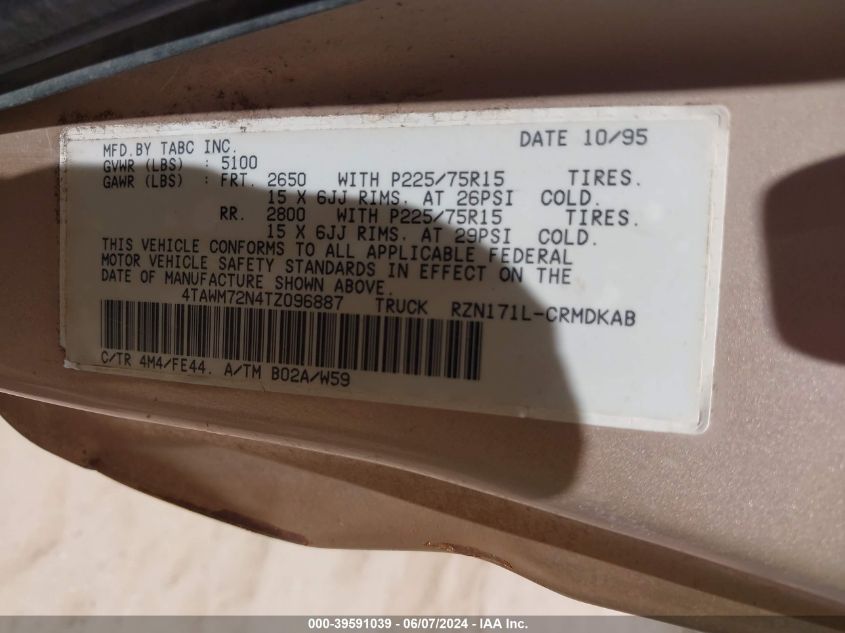 MFD.BY TABC INC. DATE 10/95
GVWR (LBS) : 5100
GAWR (LBS) : FRT. 2650 WITH P225/75R15 TIRES.
15 X 6JJ RIMS. AT 26PSI COLD.
RR. 2800 WITH P225/75R15 TIRES.
15 X 6JJ RIMS. AT 29PSI COLD.
THIS VEHICLE CONFORMS TO ALL APPLICABLE FEDERAL
MOTOR VEHICLE SAFETY STANDARDS IN EFFECT ON THE
DATE OF MANUFACTURE SHOWN ABOVE.
4TAWM72N4TZ096887 TRUCK RZN171L-CRMDKAB
C/TR 4M4/FE44. A/TM B02A/W59
000-39591039 - 06/07/2024 - IAA Inc.